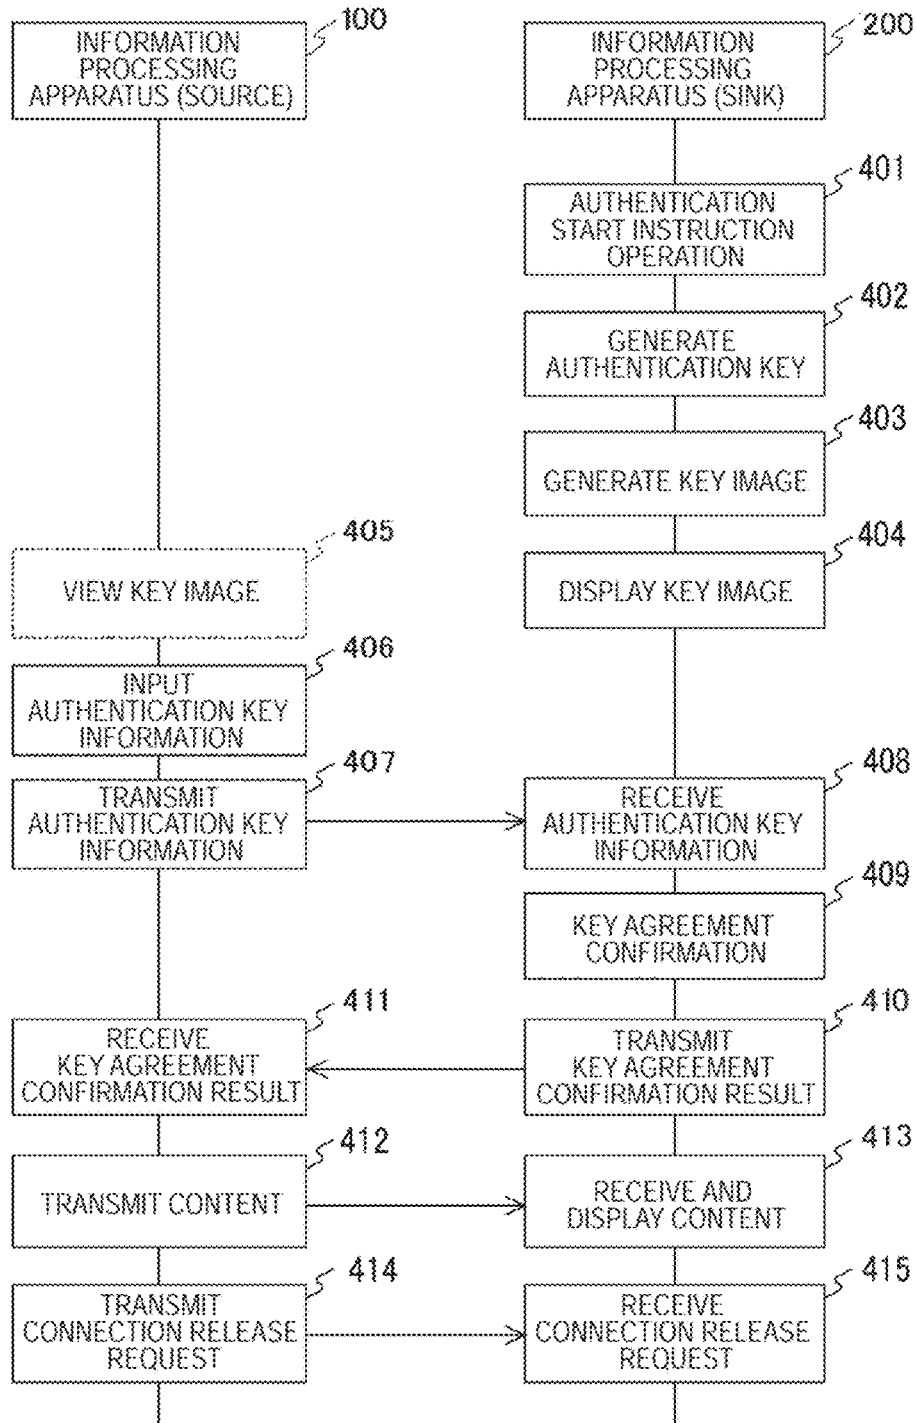 100
INFORMATION
PROCESSING
APPARATUS (SOURCE)
200
INFORMATION
PROCESSING
APPARATUS (SINK)
401
AUTHENTICATION
START INSTRUCTION
OPERATION
402
GENERATE
AUTHENTICATION KEY
403
GENERATE KEY IMAGE
404
DISPLAY KEY IMAGE
405
VIEW KEY IMAGE
406
INPUT
AUTHENTICATION KEY
INFORMATION
407
TRANSMIT
AUTHENTICATION KEY
INFORMATION
408
RECEIVE
AUTHENTICATION KEY
INFORMATION
409
KEY AGREEMENT
CONFIRMATION
410
TRANSMIT
KEY AGREEMENT
CONFIRMATION RESULT
411
RECEIVE
KEY AGREEMENT
CONFIRMATION RESULT
412
TRANSMIT CONTENT
413
RECEIVE AND
DISPLAY CONTENT
414
TRANSMIT
CONNECTION RELEASE
REQUEST
415
RECEIVE
CONNECTION RELEASE
REQUEST